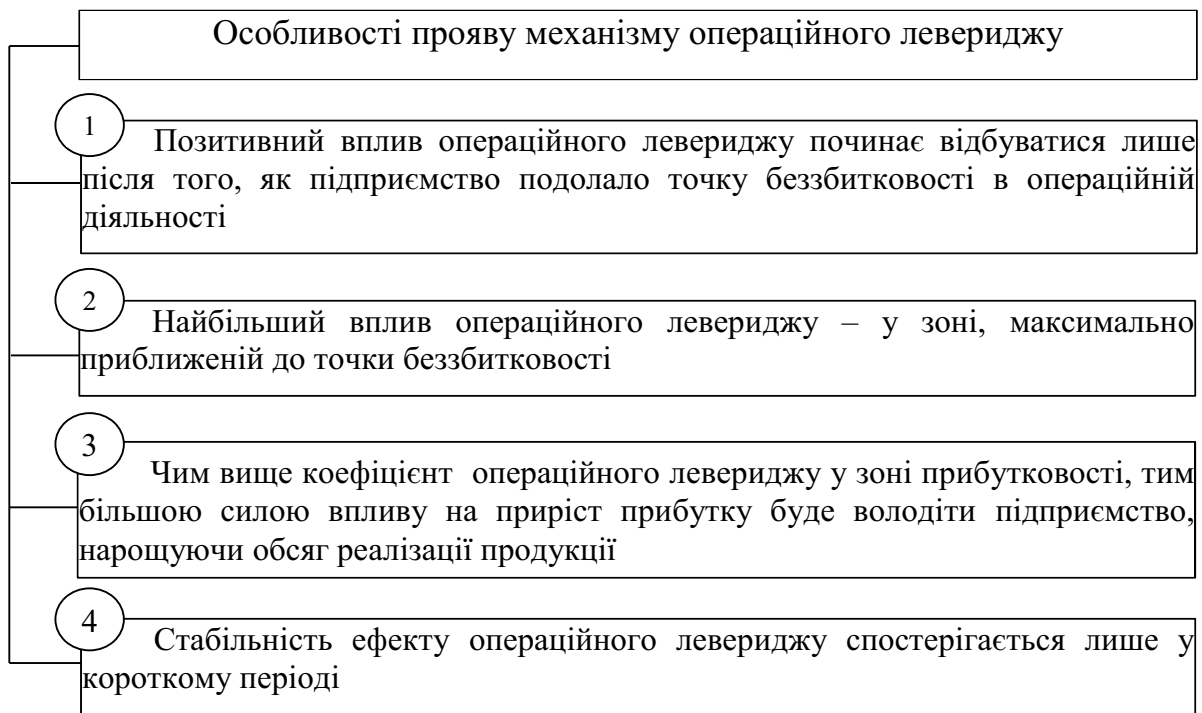 Особливості прояву механізму операційного левериджу
1
Позитивний вплив операційного левериджу починає відбуватися лише
після того, як підприємство подолало точку беззбитковості в операційній
діяльності
2
Найбільший вплив операційного левериджу – у зоні, максимально
приближеній до точки беззбитковості
3
Чим вище коефіцієнт операційного левериджу у зоні прибутковості, тим
більшою силою впливу на приріст прибутку буде володіти підприємство,
нарощуючи обсяг реалізації продукції
4
Стабільність ефекту операційного левериджу спостерігається лише у
короткому періоді